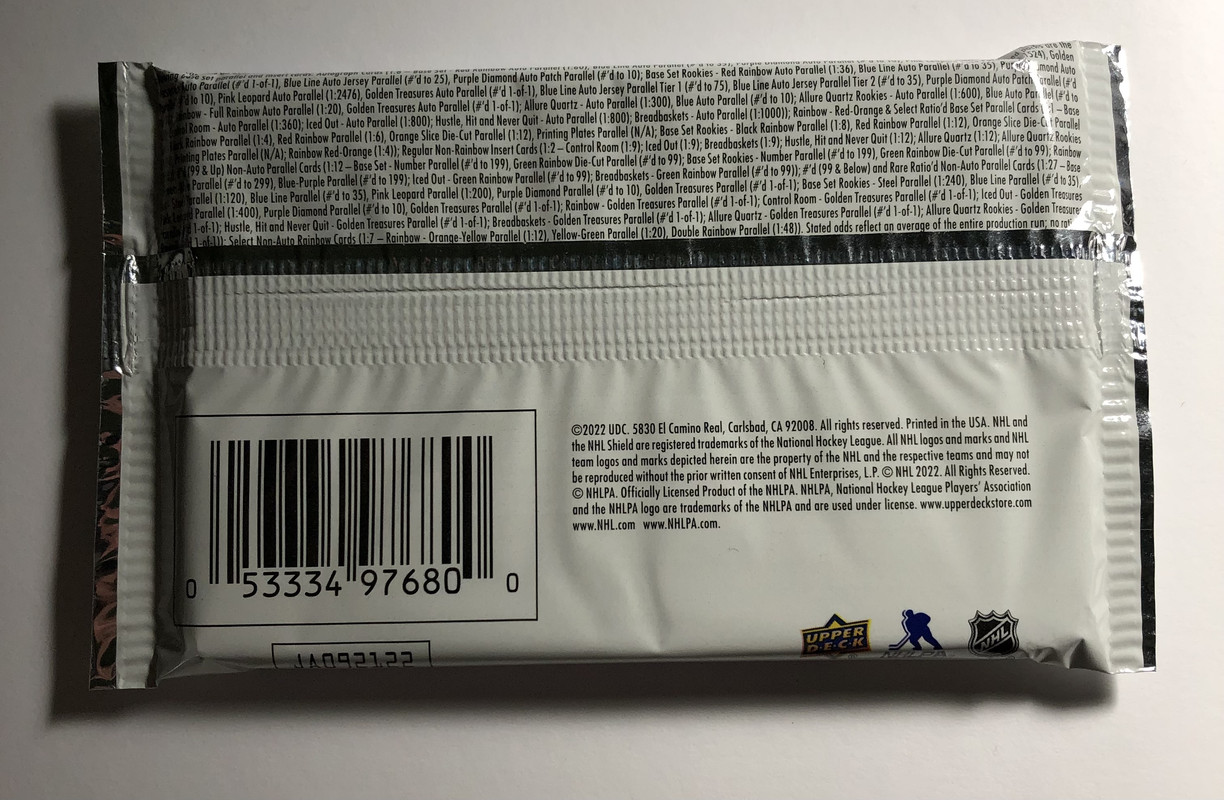 to 25), Purple Diamond Auto Patch Parallel (#'d to 10); Base Set Rookies - Red Rainbow Auto Parallel (1:36), Blue Line Auto Parallel (#'d to 35), Purple Diamond Auto
'd to 10), Pink Leopard Auto Parallel (1:2476), Golden Treasures Auto Parallel (#'d 1-of-1), Blue Line Auto Jersey Parallel Tier 1 (#'d to 75), Blue Line Auto Jersey Parallel Tier 2 (#'d to 35), Purple Diamond Auto Patch Parallel (#'d
- Full Rainbow Auto Parallel (1:20), Golden Treasures Auto Parallel (#'d 1-of-1); Allure Quartz - Auto Parallel (1:300), Blue Auto Parallel (#'d to 10); Allure Quartz Rookies - Auto Parallel (1:600), Blue Auto Parallel (#'d to
Room - Auto Parallel (1:360); Iced Out - Auto Parallel (1:800); Hustle, Hit and Never Quit - Auto Parallel (1:800); Breadbaskets - Auto Parallel (1:1000)); Rainbow - Red-Orange & Select Ratio'd Base Set Parallel Cards – Base
Rainbow Parallel (1:4), Red Rainbow Parallel (1:6), Orange Slice Die-Cut Parallel (1:12), Printing Plates Parallel (N/A); Base Set Rookies - Black Rainbow Parallel (1:8), Red Rainbow Parallel (1:12), Orange Slice Die-Cut Parallel
Printing Plates Parallel (N/A); Rainbow Red-Orange (1:4)); Regular Non-Rainbow Insert Cards (1:2 – Control Room (1:9); Iced Out (1:9); Breadbaskets (1:9); Hustle, Hit and Never Quit (1:12); Allure Quartz (1:12); Allure Quartz Rookies
(99 & Up) Non-Auto Parallel Cards (1:12 – Base Set - Number Parallel (#'d to 199), Green Rainbow Die-Cut Parallel (#'d to 99); Base Set Rookies - Number Parallel (#'d to 199), Green Rainbow Die-Cut Parallel (#'d to 99); Rainbow
Parallel (#'d to 299), Blue-Purple Parallel (#'d to 199); Iced Out - Green Rainbow Parallel (#'d to 99); Breadbaskets - Green Rainbow Parallel (#'d to 99)); #'d (99 & Below) and Rare Ratio'd Non-Auto Parallel Cards (1:27 – Base
Parallel (1:120), Blue Line Parallel (#'d to 35), Pink Leopard Parallel (1:200), Purple Diamond Parallel (#'d to 10), Golden Treasures Parallel (#'d 1-of-1); Base Set Rookies - Steel Parallel (1:240), Blue Line Parallel (#'d to 35),
Parallel (1:400), Purple Diamond Parallel (#'d to 10), Golden Treasures Parallel (#'d 1-of-1); Rainbow - Golden Treasures Parallel (#'d 1-of-1); Control Room - Golden Treasures Parallel (#'d 1-of-1); Iced Out - Golden
1-of-1); Hustle, Hit and Never Quit - Golden Treasures Parallel (#'d 1-of-1); Breadbaskets - Golden Treasures Parallel (#'d 1-of-1); Allure Quartz - Golden Treasures Parallel (#'d 1-of-1); Allure Quartz Rookies - Golden Treasures
1-of-1)); Select Non-Auto Rainbow Cards (1:7 – Rainbow - Orange-Yellow Parallel (1:12), Yellow-Green Parallel (1:20), Double Rainbow Parallel (1:48)). Stated odds reflect an average of the entire production run; no
©2022 UDC. 5830 El Camino Real, Carlsbad, CA 92008. All rights reserved. Printed in the USA. NHL and
the NHL Shield are registered trademarks of the National Hockey League. All NHL logos and marks and NHL
team logos and marks depicted herein are the property of the NHL and the respective teams and may not
be reproduced without the prior written consent of NHL Enterprises, L.P. © NHL 2022. All Rights Reserved.
© NHLPA. Officially Licensed Product of the NHLPA. NHLPA, National Hockey League Players' Association
and the NHLPA logo are trademarks of the NHLPA and are used under license. www.upperdeckstore.com
www.NHL.com www.NHLPA.com.
0 53334 97680 0
UPPER
DECK
NHLPA
NHL